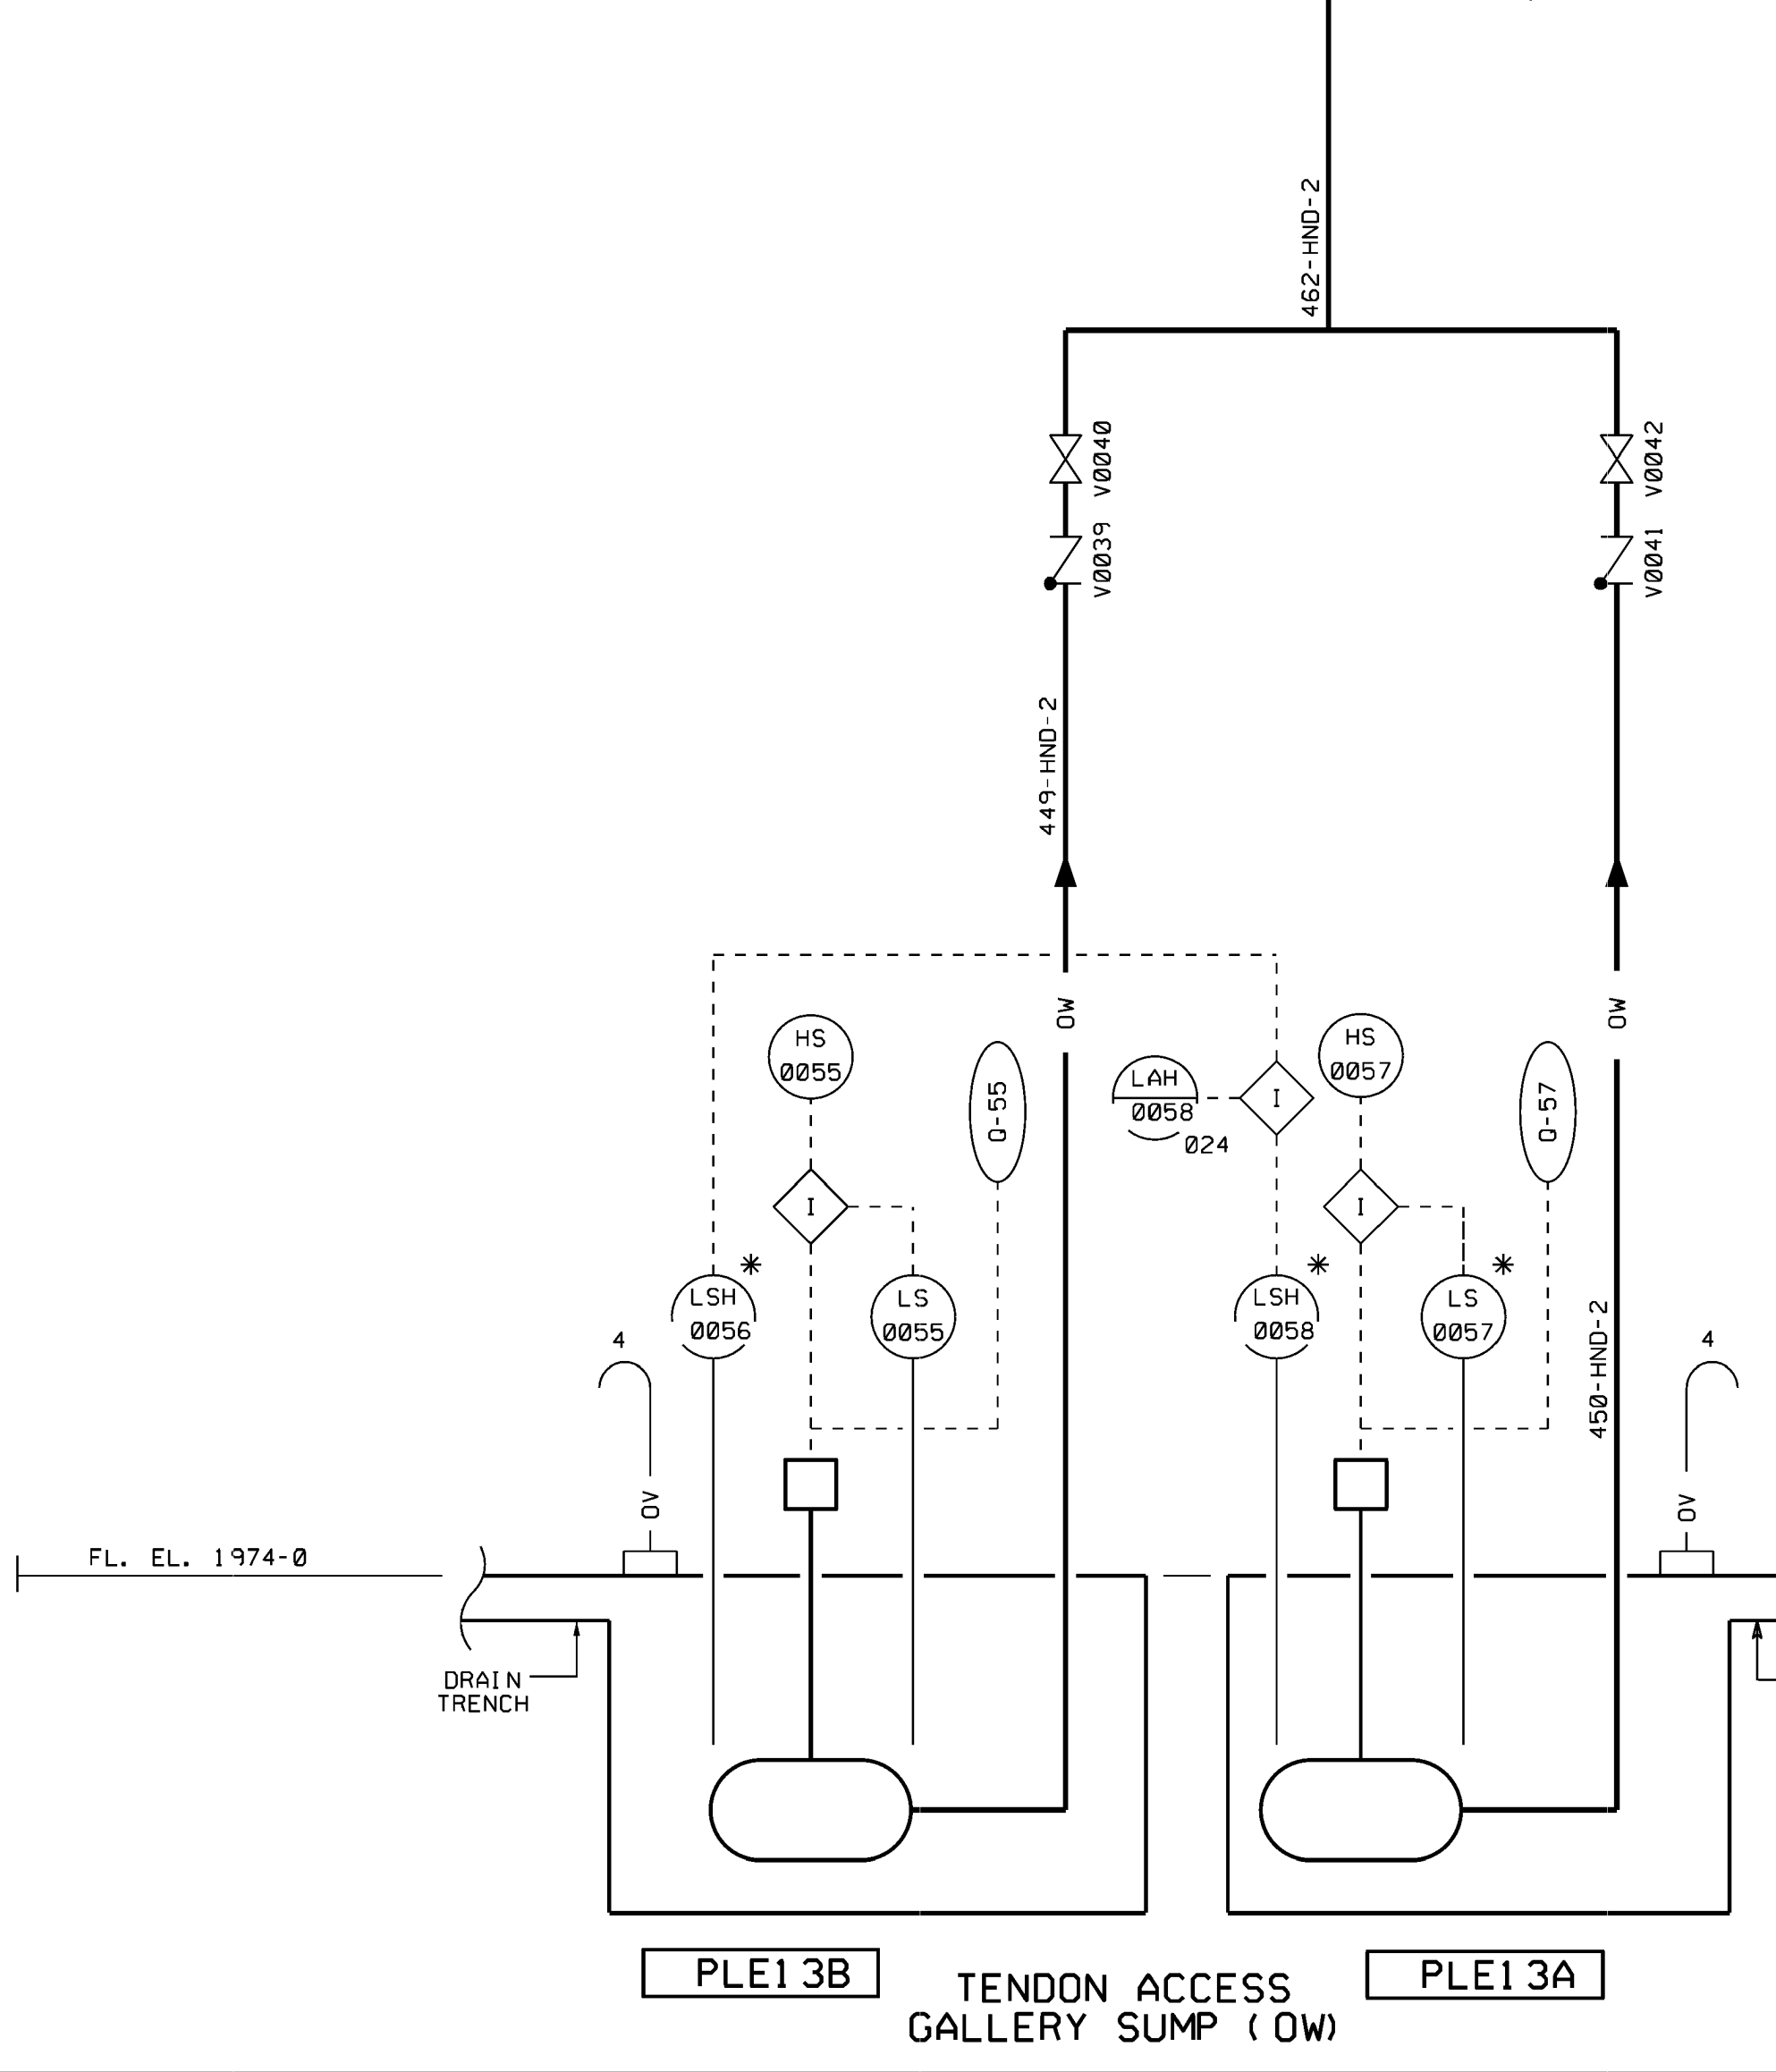 462-HND-2
V0040
V0042
V0039
V0041
449-HND-2
OW
OW
HS
0055
HS
0057
Q-55
LAH
0058
024
I
Q-57
I
I
*
*
*
LSH
0056
LS
0055
LSH
0058
LS
0057
4
4
450-HND-2
OV
OV
FL. EL. 1974-0
DRAIN
TRENCH
PLE13B
PLE13A
TENDON ACCESS
GALLERY SUMP (OW)